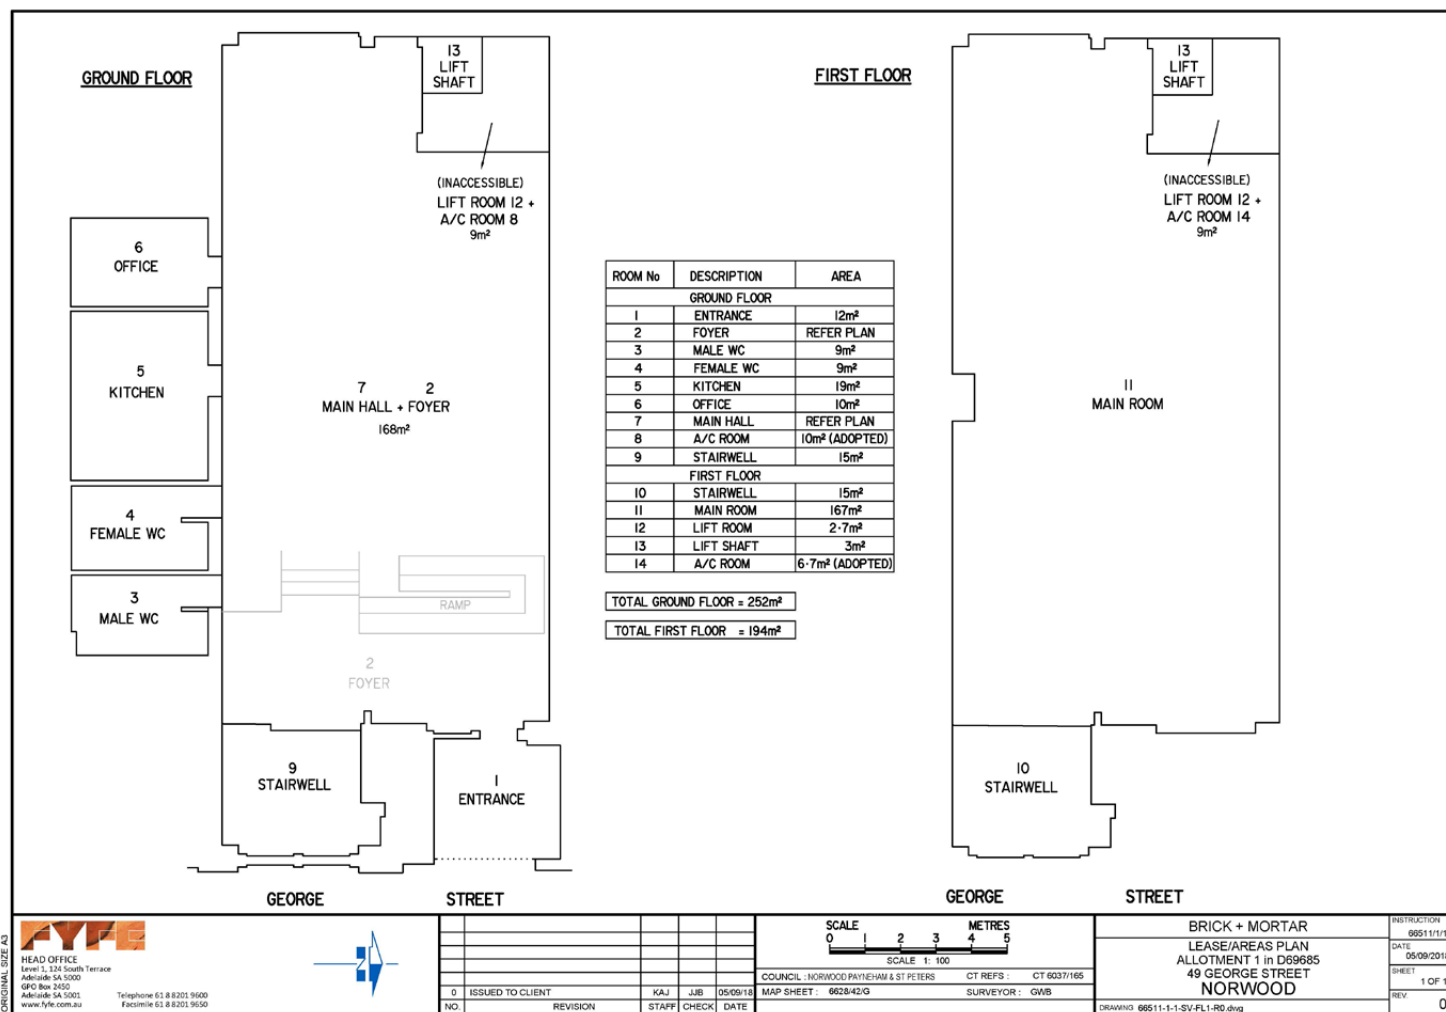 GROUND FLOOR
13
LIFT
SHAFT
(INACCESSIBLE)
LIFT ROOM 12 +
A/C ROOM 8
9m²
6
OFFICE
5
KITCHEN
7 2
MAIN HALL + FOYER
168m²
4
FEMALE WC
3
MALE WC
RAMP
2
FOYER
9
STAIRWELL
1
ENTRANCE
GEORGE STREET
ROOM No DESCRIPTION AREA
GROUND FLOOR
1 ENTRANCE 12m²
2 FOYER REFER PLAN
3 MALE WC 9m²
4 FEMALE WC 9m²
5 KITCHEN 19m²
6 OFFICE 10m²
7 MAIN HALL REFER PLAN
8 A/C ROOM 10m² (ADOPTED)
9 STAIRWELL 15m²
FIRST FLOOR
10 STAIRWELL 15m²
11 MAIN ROOM 167m²
12 LIFT ROOM 2·7m²
13 LIFT SHAFT 3m²
14 A/C ROOM 6·7m² (ADOPTED)
TOTAL GROUND FLOOR = 252m²
TOTAL FIRST FLOOR = 194m²
FIRST FLOOR
13
LIFT
SHAFT
(INACCESSIBLE)
LIFT ROOM 12 +
A/C ROOM 14
9m²
11
MAIN ROOM
10
STAIRWELL
GEORGE STREET
ORIGINAL SIZE A3
FYFE
HEAD OFFICE
Level 1, 124 South Terrace
Adelaide SA 5000
GPO Box 2450
Adelaide SA 5001 Telephone 61 8 8201 9600
www.fyfe.com.au Facsimile 61 8 8201 9650
0 ISSUED TO CLIENT KAJ JJB 05/09/18
NO. REVISION STAFF CHECK DATE
SCALE METRES
0 1 2 3 4 5
SCALE 1: 100
COUNCIL : NORWOOD PAYNEHAM & ST PETERS CT REFS : CT 6037/165
MAP SHEET : 6628/42/G SURVEYOR : GWB
BRICK + MORTAR
LEASE/AREAS PLAN
ALLOTMENT 1 in D69685
49 GEORGE STREET
NORWOOD
DRAWING 66511-1-1-SV-FL1-R0.dwg
INSTRUCTION
66511/1/1
DATE
05/09/2018
SHEET
1 OF 1
REV.
0